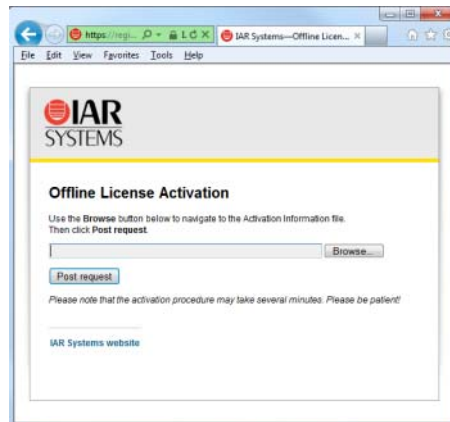 https://regi...
IAR Systems—Offline Licen...
File Edit View Favorites Tools Help
IAR
SYSTEMS
Offline License Activation
Use the Browse button below to navigate to the Activation Information file.
Then click Post request.
Browse...
Post request
Please note that the activation procedure may take several minutes. Please be patient!
IAR Systems website